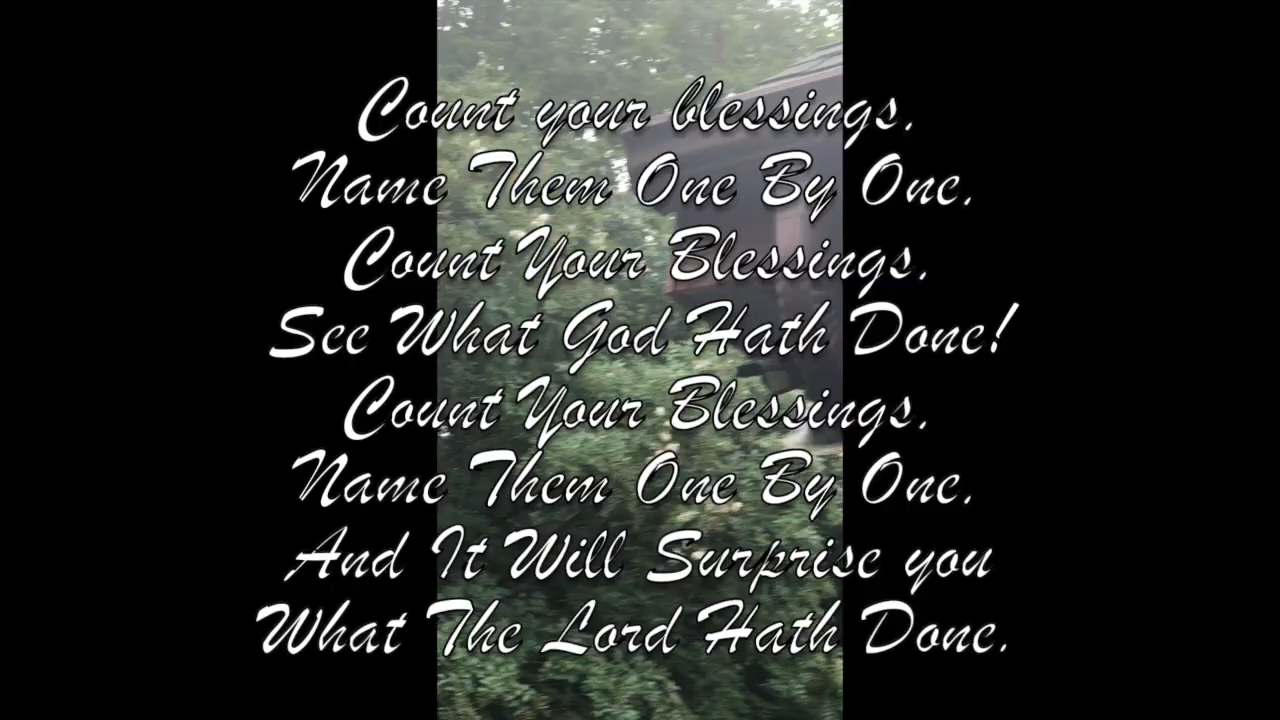 Count your blessings,
Name Them One By One,
Count Your Blessings,
See What God Hath Done!
Count Your Blessings,
Name Them One By One,
And It Will Surprise you
What The Lord Hath Done.